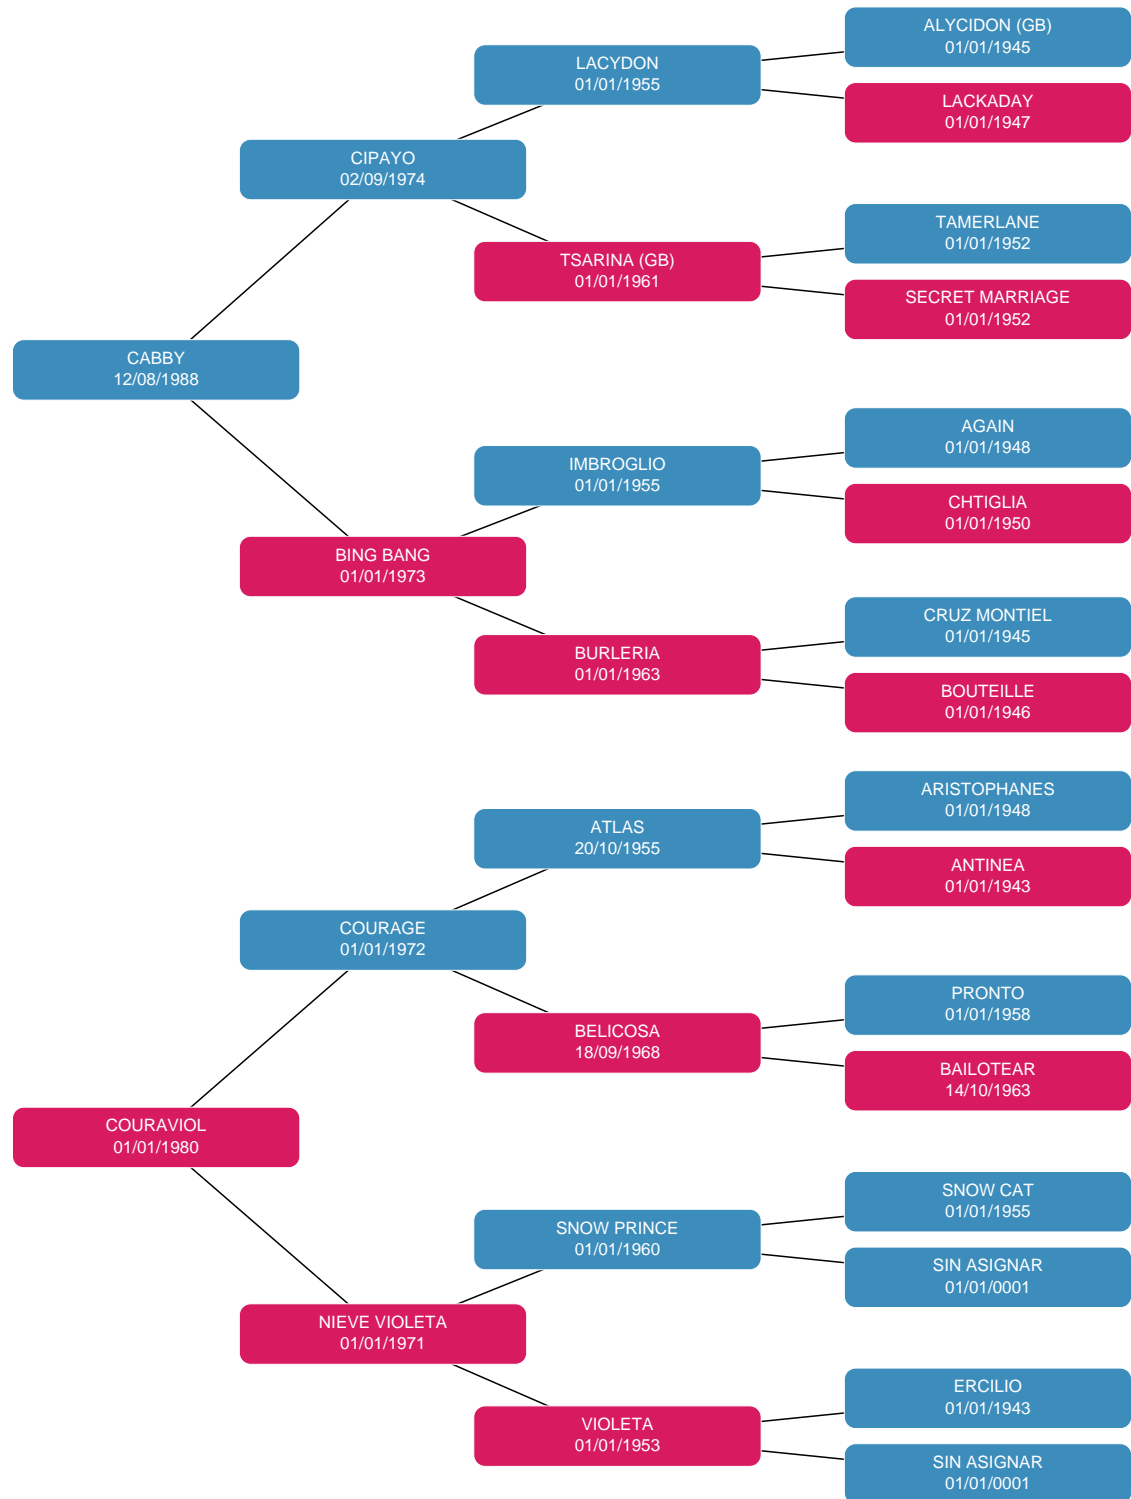 ALYCIDON (GB)
01/01/1945
LACYDON
01/01/1955
LACKADAY
01/01/1947
CIPAYO
02/09/1974
TAMERLANE
01/01/1952
TSARINA (GB)
01/01/1961
SECRET MARRIAGE
01/01/1952
CABBY
12/08/1988
AGAIN
01/01/1948
IMBROGLIO
01/01/1955
CHTIGLIA
01/01/1950
BING BANG
01/01/1973
CRUZ MONTIEL
01/01/1945
BURLERIA
01/01/1963
BOUTEILLE
01/01/1946
ARISTOPHANES
01/01/1948
ATLAS
20/10/1955
ANTINEA
01/01/1943
COURAGE
01/01/1972
PRONTO
01/01/1958
BELICOSA
18/09/1968
BAILOTEAR
14/10/1963
COURAVIOL
01/01/1980
SNOW CAT
01/01/1955
SNOW PRINCE
01/01/1960
SIN ASIGNAR
01/01/0001
NIEVE VIOLETA
01/01/1971
ERCILIO
01/01/1943
VIOLETA
01/01/1953
SIN ASIGNAR
01/01/0001